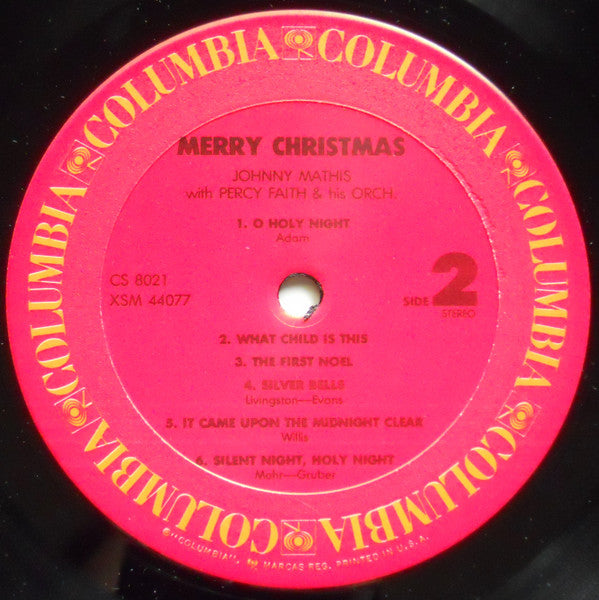 COLUMBIA COLUMBIA COLUMBIA COLUMBIA COLUMBIA COLUMBIA
MERRY CHRISTMAS
JOHNNY MATHIS
with PERCY FAITH & his ORCH.
1. O HOLY NIGHT
Adam
CS 8021
XSM 44077
SIDE 2
STEREO
2. WHAT CHILD IS THIS
3. THE FIRST NOEL
4. SILVER BELLS
Livingston—Evans
5. IT CAME UPON THE MIDNIGHT CLEAR
Willis
6. SILENT NIGHT, HOLY NIGHT
Mohr—Gruber
® "COLUMBIA", MARCAS REG. PRINTED IN U.S.A.